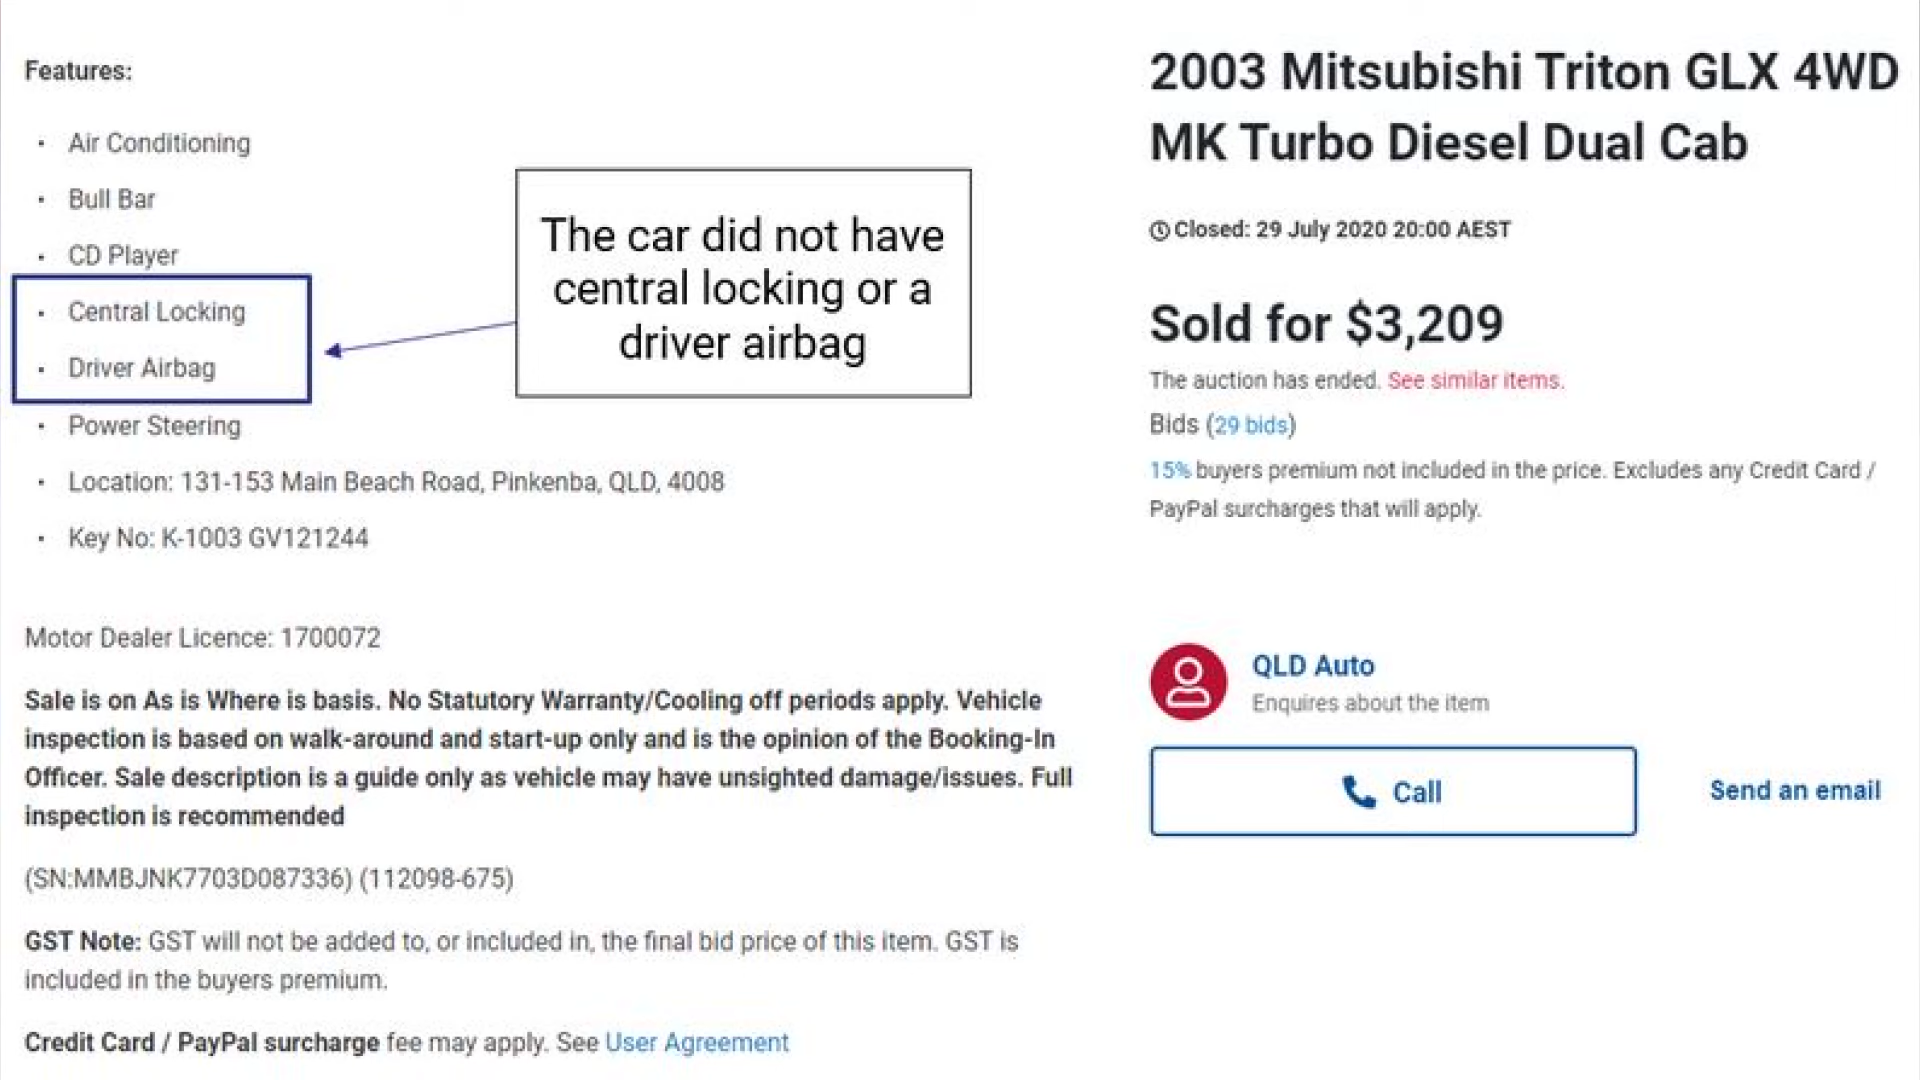 Features:
Air Conditioning
Bull Bar
CD Player
Central Locking
Driver Airbag
Power Steering
Location: 131-153 Main Beach Road, Pinkenba, QLD, 4008
Key No: K-1003 GV121244
The car did not have
central locking or a
driver airbag
Motor Dealer Licence: 1700072
Sale is on As is Where is basis. No Statutory Warranty/Cooling off periods apply. Vehicle
inspection is based on walk-around and start-up only and is the opinion of the Booking-In
Officer. Sale description is a guide only as vehicle may have unsighted damage/issues. Full
inspection is recommended
(SN:MMBJNK7703D087336) (112098-675)
GST Note: GST will not be added to, or included in, the final bid price of this item. GST is
included in the buyers premium.
Credit Card / PayPal surcharge fee may apply. See User Agreement
2003 Mitsubishi Triton GLX 4WD
MK Turbo Diesel Dual Cab
Closed: 29 July 2020 20:00 AEST
Sold for $3,209
The auction has ended. See similar items.
Bids (29 bids)
15% buyers premium not included in the price. Excludes any Credit Card /
PayPal surcharges that will apply.
QLD Auto
Enquires about the item
Call
Send an email